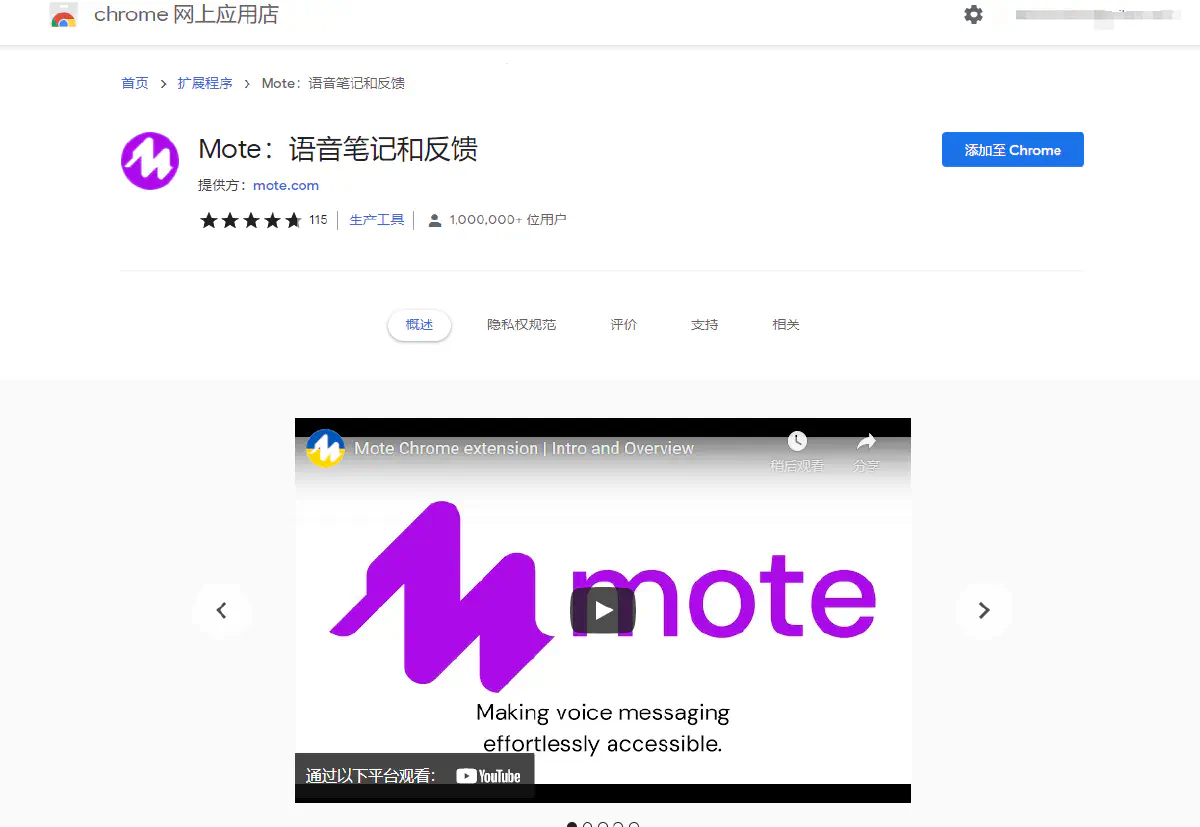 chrome 网上应用店
首页 > 扩展程序 > Mote：语音笔记和反馈
Mote：语音笔记和反馈
添加至 Chrome
提供方：mote.com
115 生产工具 1,000,000+ 位用户
概述 隐私权规范 评价 支持 相关
Mote Chrome extension | Intro and Overview
稍后观看 分享
mote
Making voice messaging
effortlessly accessible.
通过以下平台观看： YouTube